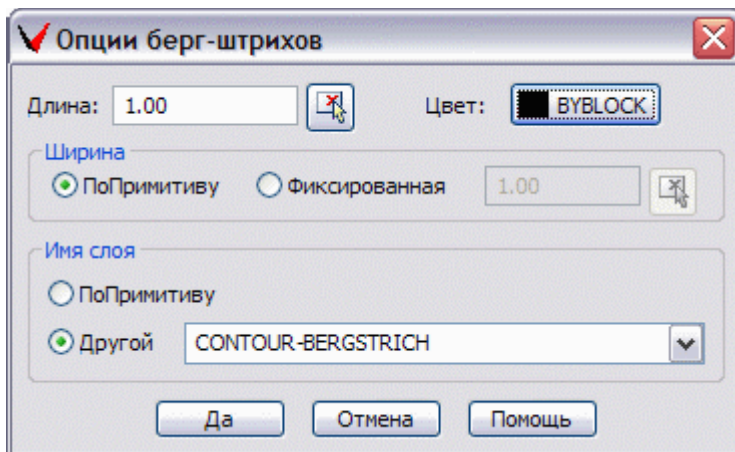 Опции берг-штрихов
Длина: 1.00 Цвет: BYBLOCK
Ширина
ПоПримитиву Фиксированная 1.00
Имя слоя
ПоПримитиву
Другой CONTOUR-BERGSTRICH
Да Отмена Помощь